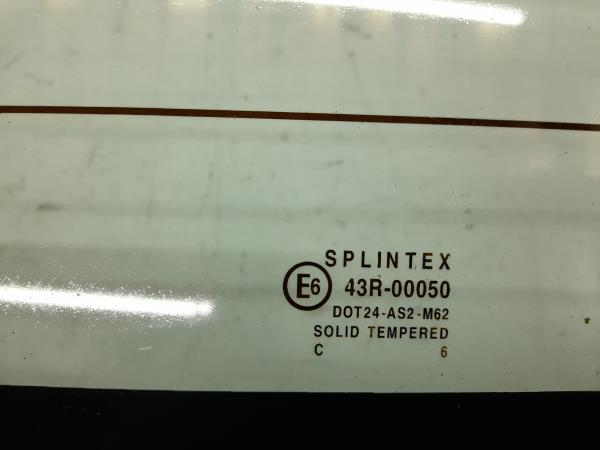 SPLINTEX
E6 43R-00050
DOT24-AS2-M62
SOLID TEMPERED
C 6